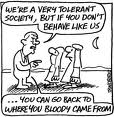 WE'RE A VERY TOLERANT
SOCIETY, BUT IF YOU DON'T
BEHAVE LIKE US
... YOU CAN GO BACK TO
WHERE YOU BLOODY CAME FROM